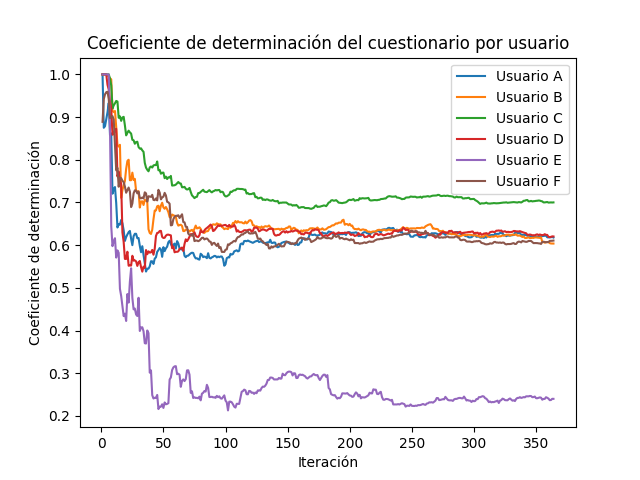 Coeficiente de determinación del cuestionario por usuario
Coeficiente de determinación
1.0
0.9
0.8
0.7
0.6
0.5
0.4
0.3
0.2
Usuario A
Usuario B
Usuario C
Usuario D
Usuario E
Usuario F
0 50 100 150 200 250 300 350
Iteración